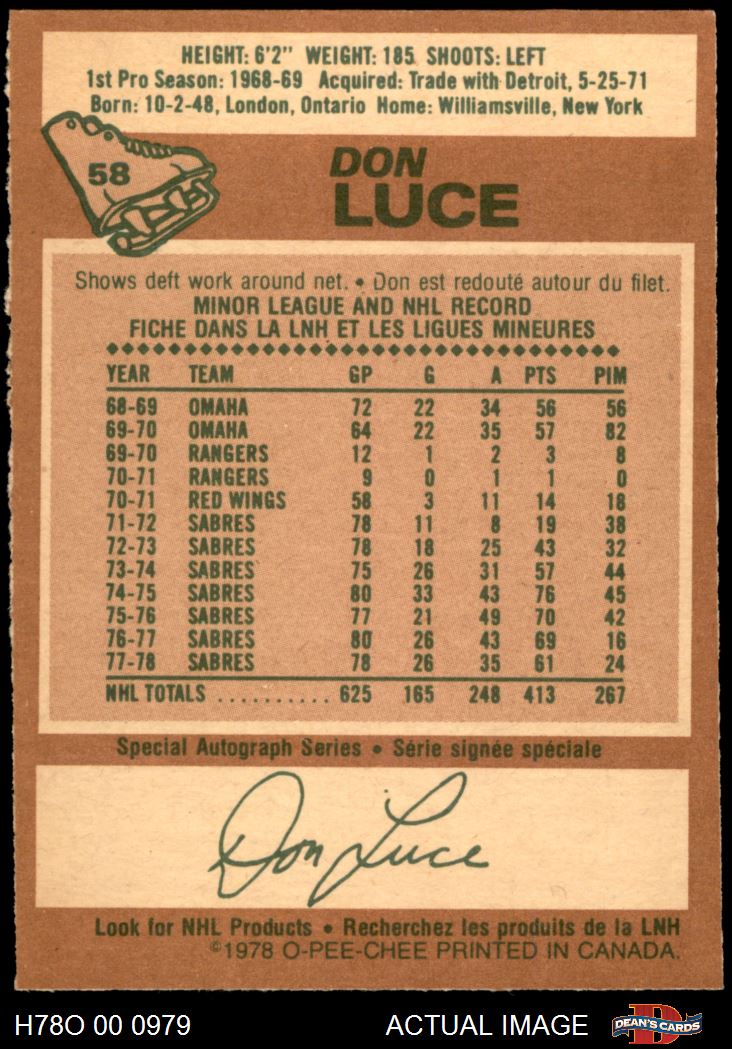 HEIGHT: 6'2" WEIGHT: 185 SHOOTS: LEFT
1st Pro Season: 1968-69 Acquired: Trade with Detroit, 5-25-71
Born: 10-2-48, London, Ontario Home: Williamsville, New York
58
DON
LUCE
Shows deft work around net. • Don est redouté autour du filet.
MINOR LEAGUE AND NHL RECORD
FICHE DANS LA LNH ET LES LIGUES MINEURES
YEAR TEAM GP G A PTS PIM
68-69 OMAHA 72 22 34 56 56
69-70 OMAHA 64 22 35 57 82
69-70 RANGERS 12 1 2 3 8
70-71 RANGERS 9 0 1 1 0
70-71 RED WINGS 58 3 11 14 18
71-72 SABRES 78 11 8 19 38
72-73 SABRES 78 18 25 43 32
73-74 SABRES 75 26 31 57 44
74-75 SABRES 80 33 43 76 45
75-76 SABRES 77 21 49 70 42
76-77 SABRES 80 26 43 69 16
77-78 SABRES 78 26 35 61 24
NHL TOTALS .......... 625 165 248 413 267
Special Autograph Series • Série signée spéciale
Don Luce
Look for NHL Products • Recherchez les produits de la LNH
©1978 O-PEE-CHEE PRINTED IN CANADA.
H78O 00 0979 ACTUAL IMAGE DEAN'S CARDS